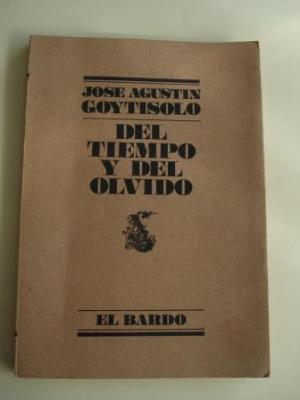 JOSE AGUSTIN
GOYTISOLO
DEL
TIEMPO
Y DEL
OLVIDO
EL BARDO